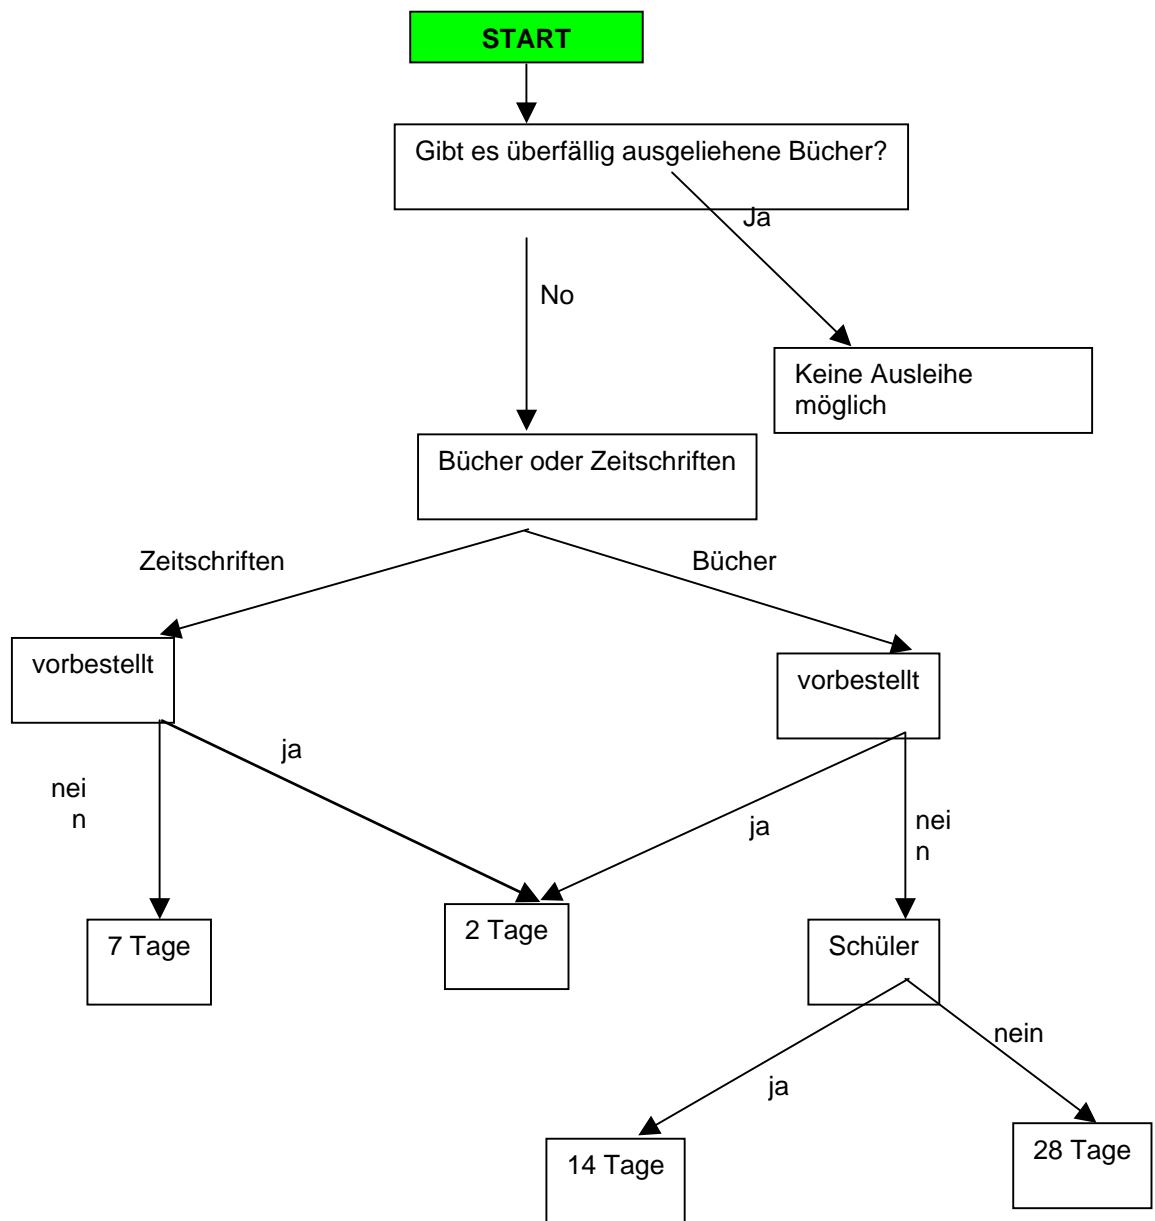 START
Gibt es überfällig ausgeliehene Bücher?
Ja
No
Keine Ausleihe
möglich
Bücher oder Zeitschriften
Zeitschriften
Bücher
vorbestellt
vorbestellt
ja
nei
n
ja
nei
n
7 Tage
2 Tage
Schüler
nein
ja
14 Tage
28 Tage